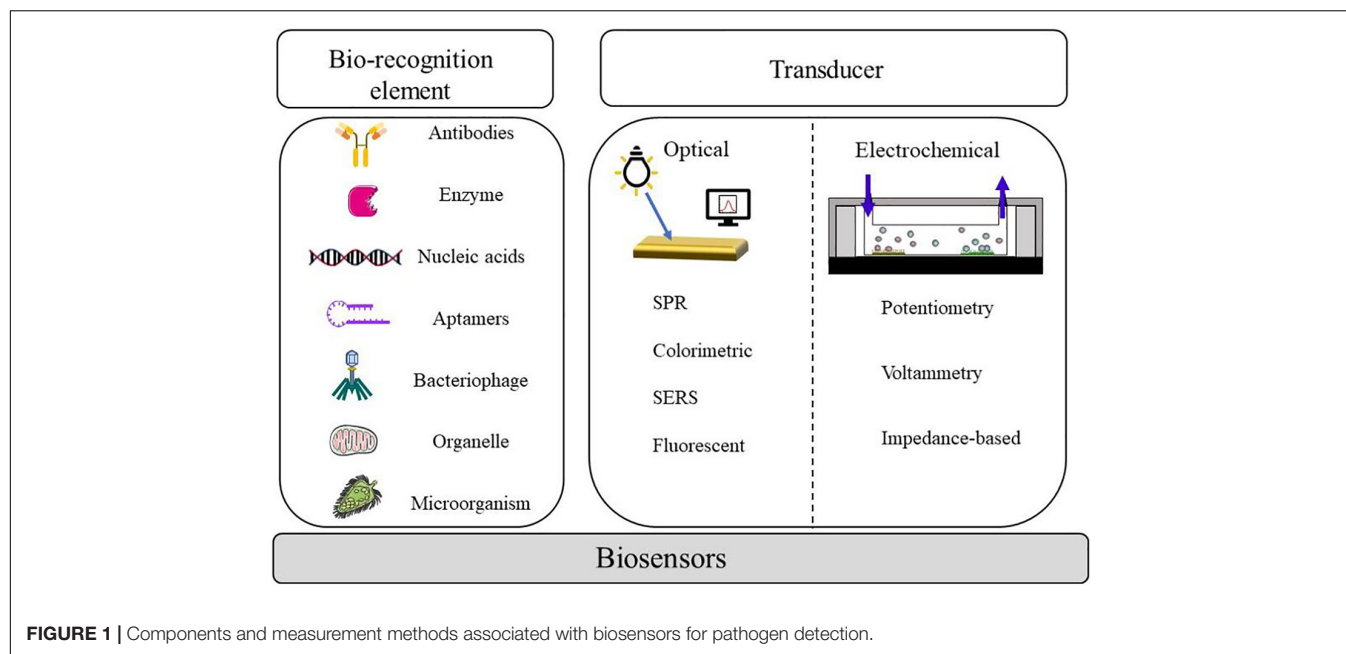 Bio-recognition
element
Transducer
Antibodies
Enzyme
Nucleic acids
Aptamers
Bacteriophage
Organelle
Microorganism
Optical
SPR
Colorimetric
SERS
Fluorescent
Electrochemical
Potentiometry
Voltammetry
Impedance-based
Biosensors
FIGURE 1 | Components and measurement methods associated with biosensors for pathogen detection.